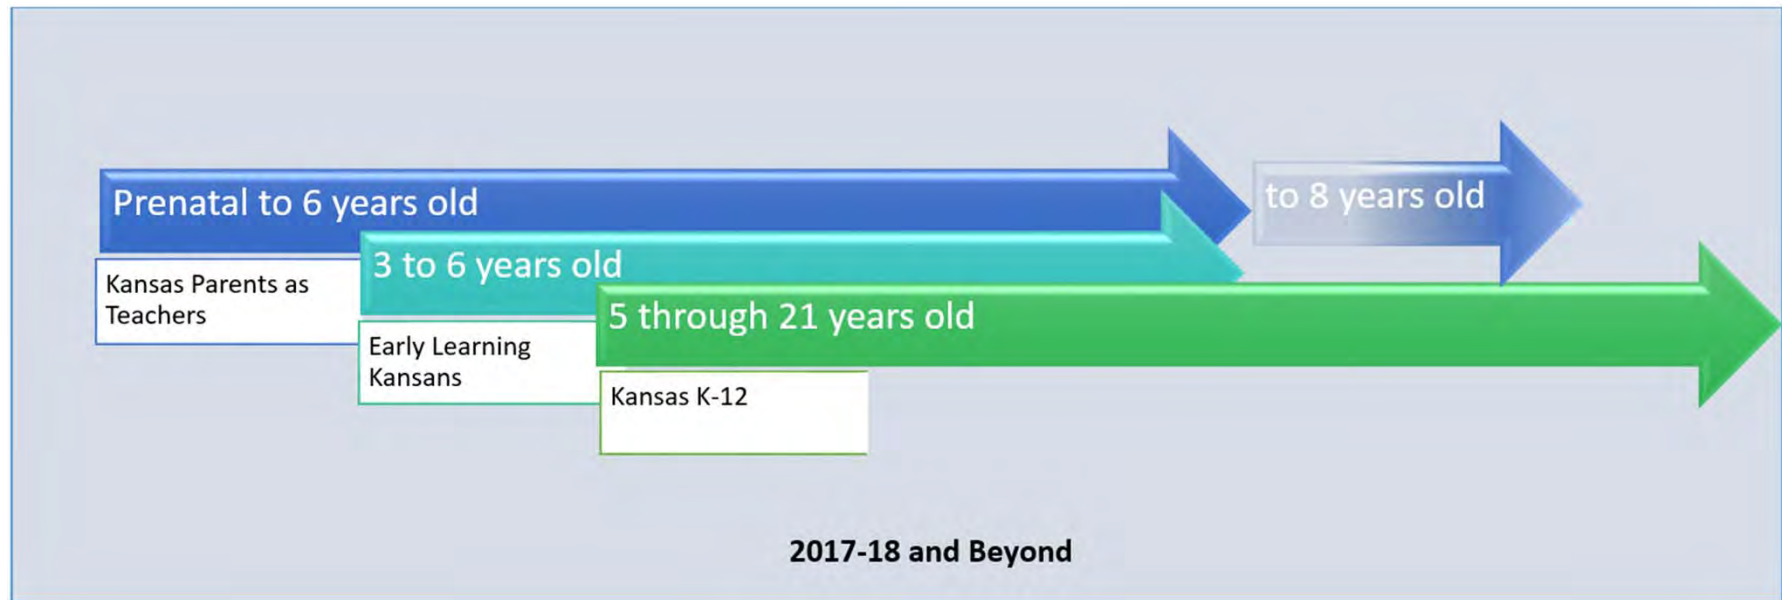 Prenatal to 6 years old
to 8 years old
Kansas Parents as
Teachers
3 to 6 years old
Early Learning
Kansans
5 through 21 years old
Kansas K-12
2017-18 and Beyond